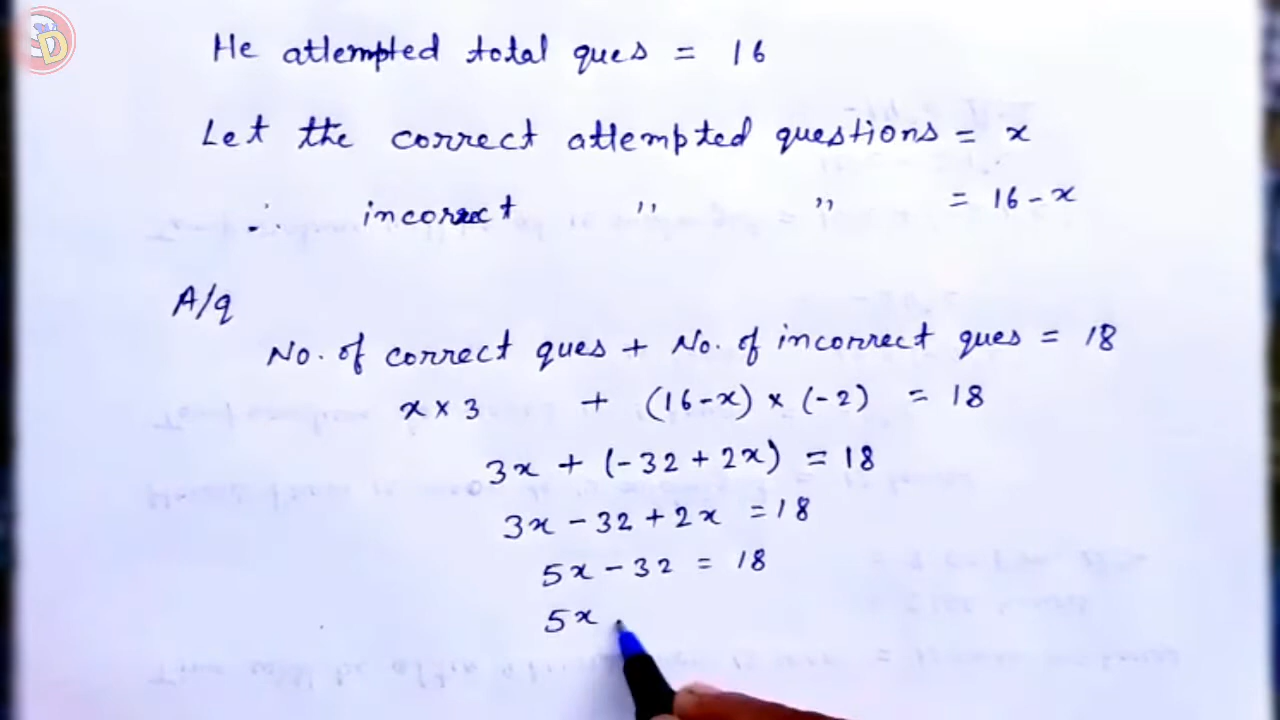 He attempted total ques = 16
Let the correct attempted questions = x
∴ incorrect " " = 16-x
A/q
No. of correct ques + No. of incorrect ques = 18
x × 3 + (16-x) × (-2) = 18
3x + (-32 + 2x) = 18
3x - 32 + 2x = 18
5x - 32 = 18
5x